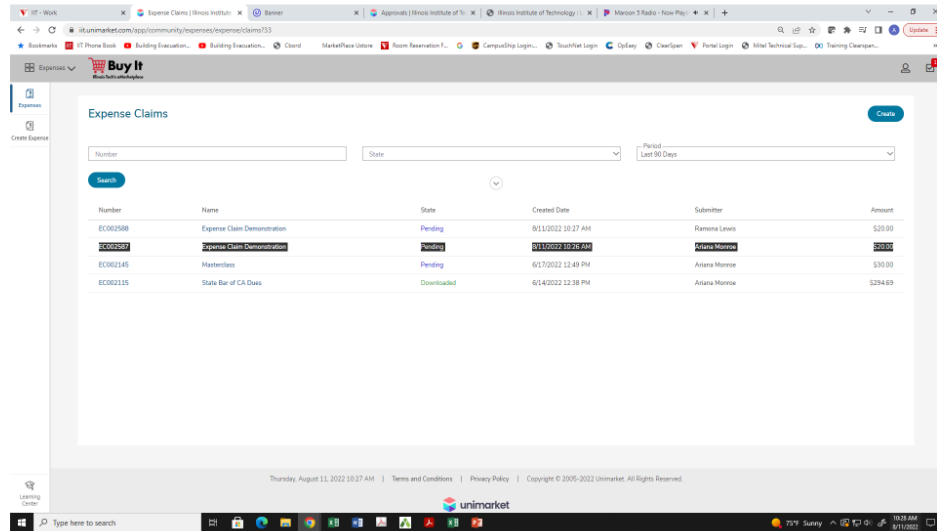 IIT - Work
Expense Claims | Illinois Institute
Banner
Approvals | Illinois Institute of Te
Illinois Institute of Technology | L
Maroon 5 Radio - Now Play
iit.unimarket.com/app/community/expenses/expense/claims?33
Update
Bookmarks
IIT Phone Book
Building Evacuation...
Building Evacuation...
Cbord
MarketPlace Ustore
Room Reservation F...
G
CampusShip Login...
TouchNet Login
OpEasy
ClearSpan
Portal Login
Mitel Technical Sup...
Training Clearspan...
Expenses
Buy It
Illinois Tech's eMarketplace
Expenses
Create Expense
Expense Claims
Create
Number
State
Period
Last 90 Days
Search
Number Name State Created Date Submitter Amount
EC002588 Expense Claim Demonstration Pending 8/11/2022 10:27 AM Ramona Lewis $20.00
EC002587 Expense Claim Demonstration Pending 8/11/2022 10:26 AM Ariana Monroe $20.00
EC002145 Masterclass Pending 6/17/2022 12:49 PM Ariana Monroe $30.00
EC002115 State Bar of CA Dues Downloaded 6/14/2022 12:38 PM Ariana Monroe $294.69
Learning
Center
Thursday, August 11, 2022 10:27 AM | Terms and Conditions | Privacy Policy | Copyright © 2005-2022 Unimarket. All Rights Reserved.
unimarket
Type here to search
75°F Sunny
10:28 AM
8/11/2022